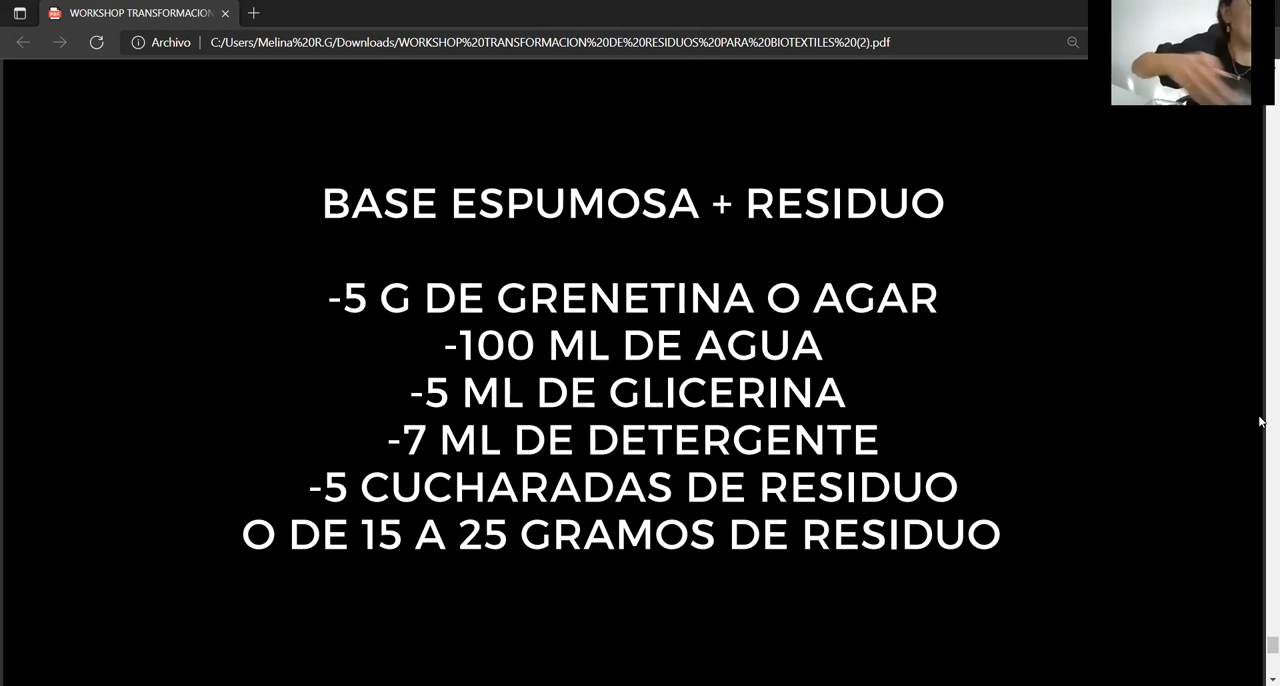 WORKSHOP TRANSFORMACION
Archivo
C:/Users/Melina%20R.G/Downloads/WORKSHOP%20TRANSFORMACION%20DE%20RESIDUOS%20PARA%20BIOTEXTILES%20(2).pdf
BASE ESPUMOSA + RESIDUO
-5 G DE GRENETINA O AGAR
-100 ML DE AGUA
-5 ML DE GLICERINA
-7 ML DE DETERGENTE
-5 CUCHARADAS DE RESIDUO
O DE 15 A 25 GRAMOS DE RESIDUO